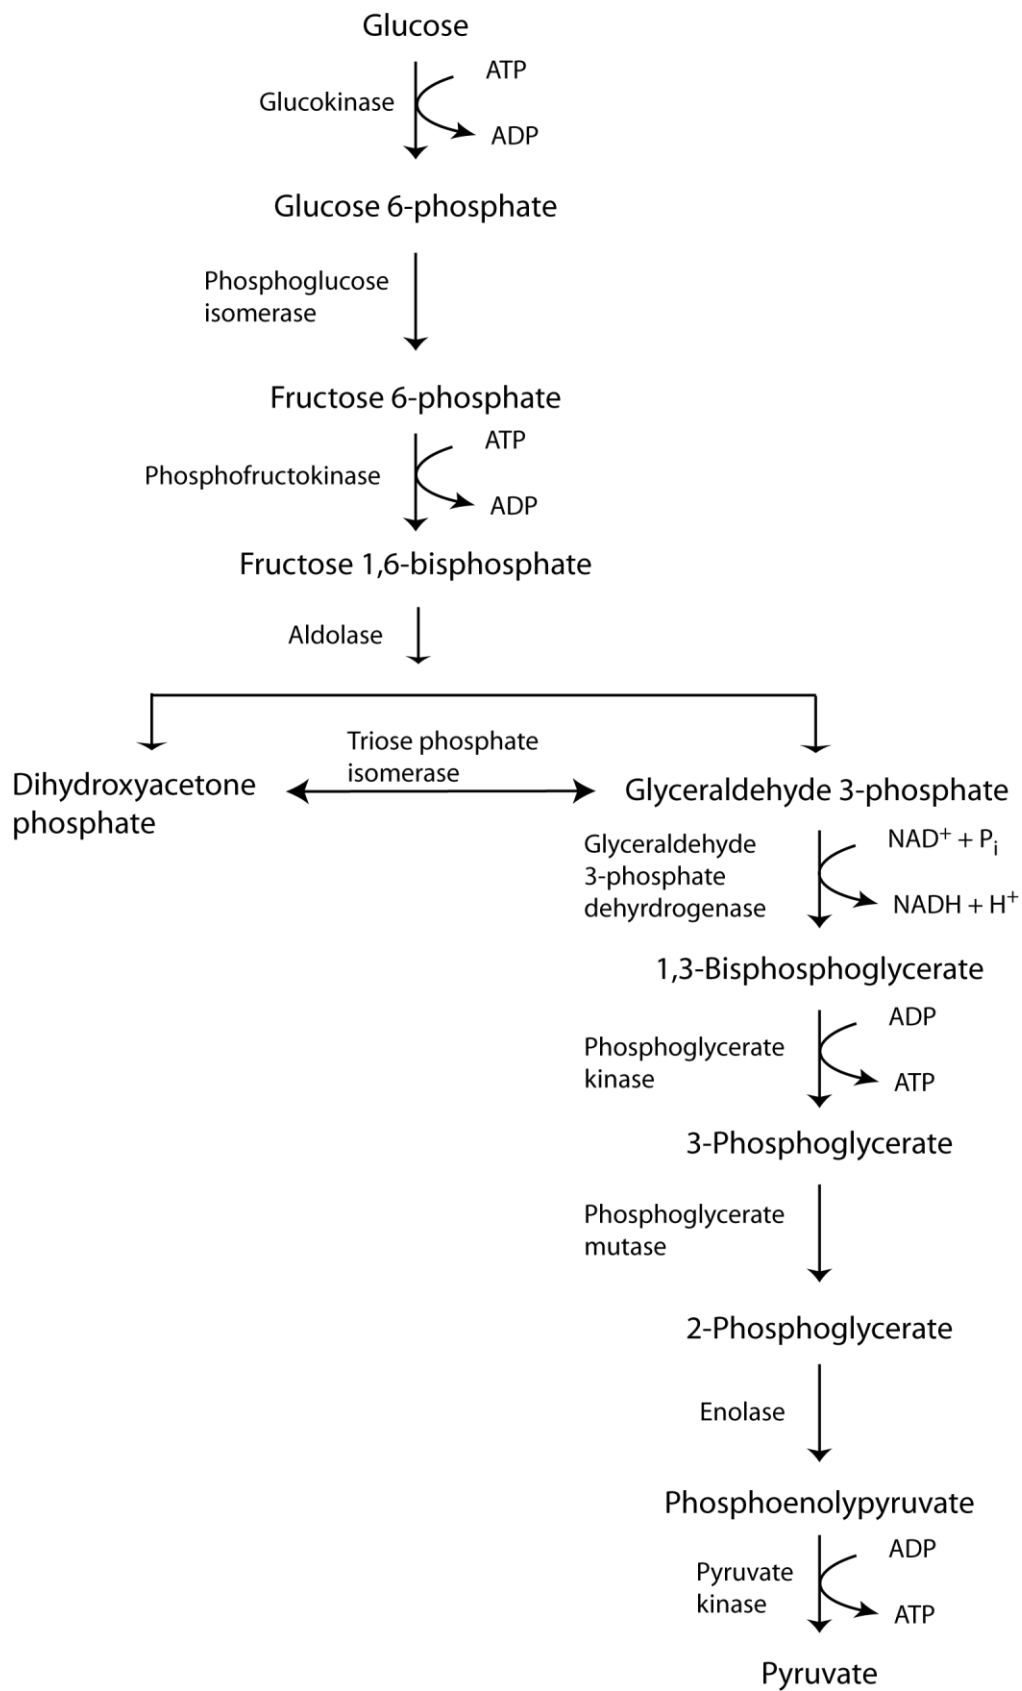 Glucose
ATP
Glucokinase
ADP
Glucose 6-phosphate
Phosphoglucose
isomerase
Fructose 6-phosphate
ATP
Phosphofructokinase
ADP
Fructose 1,6-bisphosphate
Aldolase
Triose phosphate
isomerase
Dihydroxyacetone
phosphate
Glyceraldehyde 3-phosphate
Glyceraldehyde
3-phosphate
dehyrdrogenase
NAD⁺ + Pᵢ
NADH + H⁺
1,3-Bisphosphoglycerate
ADP
Phosphoglycerate
kinase
ATP
3-Phosphoglycerate
Phosphoglycerate
mutase
2-Phosphoglycerate
Enolase
Phosphoenolypyruvate
ADP
Pyruvate
kinase
ATP
Pyruvate